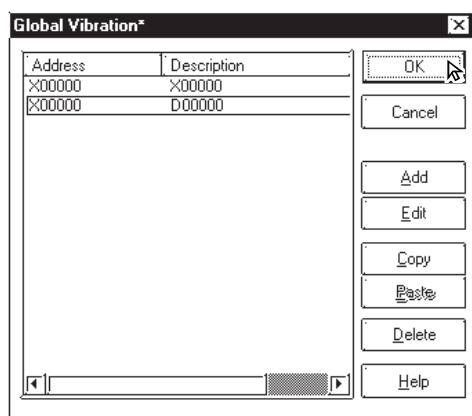 Global Vibration*
Address Description
X00000 X00000
X00000 D00000
OK
Cancel
Add
Edit
Copy
Paste
Delete
Help